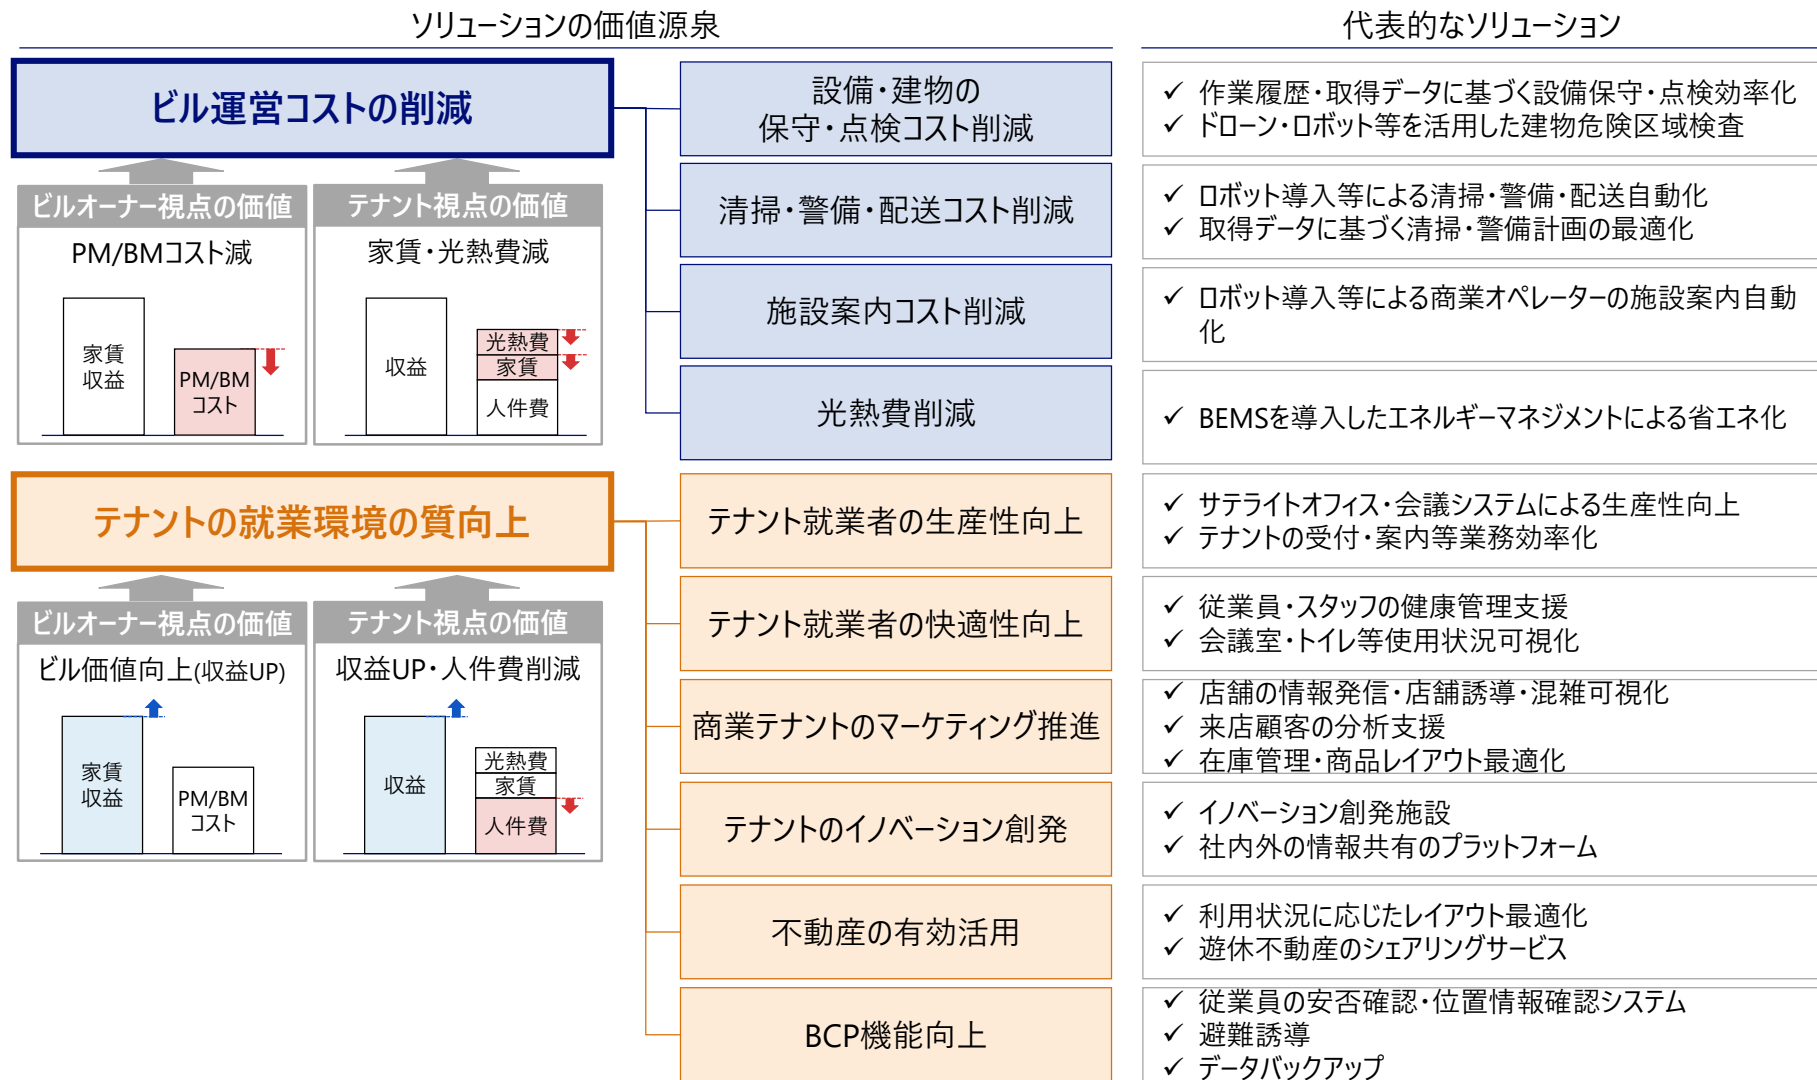 ソリューションの価値源泉
代表的なソリューション
ビル運営コストの削減
ビルオーナー視点の価値
PM/BMコスト減
家賃
収益
PM/BM
コスト
テナント視点の価値
家賃・光熱費減
収益
光熱費
家賃
人件費
設備・建物の
保守・点検コスト削減
✓ 作業履歴・取得データに基づく設備保守・点検効率化
✓ ドローン・ロボット等を活用した建物危険区域検査
清掃・警備・配送コスト削減
✓ ロボット導入等による清掃・警備・配送自動化
✓ 取得データに基づく清掃・警備計画の最適化
施設案内コスト削減
✓ ロボット導入等による商業オペレーターの施設案内自動
化
光熱費削減
✓ BEMSを導入したエネルギーマネジメントによる省エネ化
テナントの就業環境の質向上
ビルオーナー視点の価値
ビル価値向上(収益UP)
家賃
収益
PM/BM
コスト
テナント視点の価値
収益UP・人件費削減
収益
光熱費
家賃
人件費
テナント就業者の生産性向上
✓ サテライトオフィス・会議システムによる生産性向上
✓ テナントの受付・案内等業務効率化
テナント就業者の快適性向上
✓ 従業員・スタッフの健康管理支援
✓ 会議室・トイレ等使用状況可視化
商業テナントのマーケティング推進
✓ 店舗の情報発信・店舗誘導・混雑可視化
✓ 来店顧客の分析支援
✓ 在庫管理・商品レイアウト最適化
テナントのイノベーション創発
✓ イノベーション創発施設
✓ 社内外の情報共有のプラットフォーム
不動産の有効活用
✓ 利用状況に応じたレイアウト最適化
✓ 遊休不動産のシェアリングサービス
BCP機能向上
✓ 従業員の安否確認・位置情報確認システム
✓ 避難誘導
✓ データバックアップ